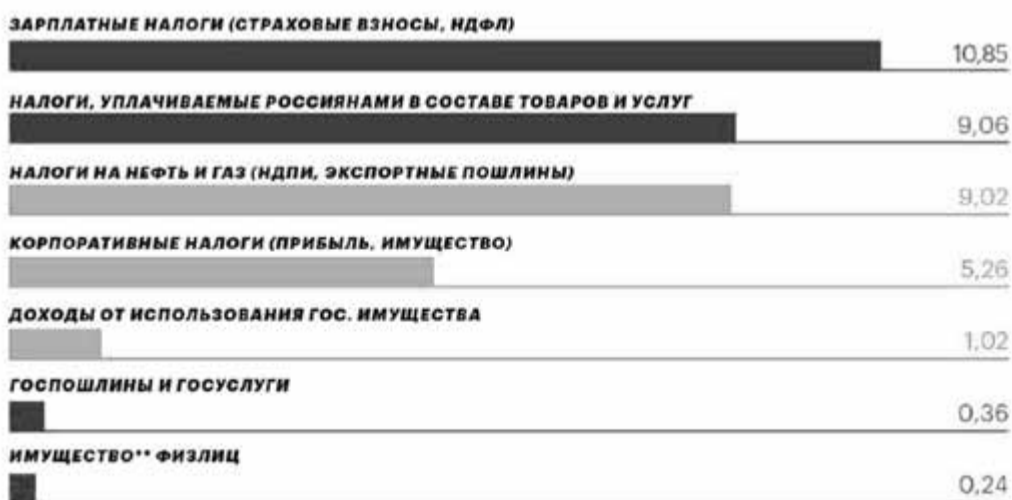 ЗАРПЛАТНЫЕ НАЛОГИ (СТРАХОВЫЕ ВЗНОСЫ, НДФЛ)
10,85
НАЛОГИ, УПЛАЧИВАЕМЫЕ РОССИЯНАМИ В СОСТАВЕ ТОВАРОВ И УСЛУГ
9,06
НАЛОГИ НА НЕФТЬ И ГАЗ (НДПИ, ЭКСПОРТНЫЕ ПОШЛИНЫ)
9,02
КОРПОРАТИВНЫЕ НАЛОГИ (ПРИБЫЛЬ, ИМУЩЕСТВО)
5,26
ДОХОДЫ ОТ ИСПОЛЬЗОВАНИЯ ГОС. ИМУЩЕСТВА
1,02
ГОСПОШЛИНЫ И ГОСУСЛУГИ
0,36
ИМУЩЕСТВО** ФИЗЛИЦ
0,24